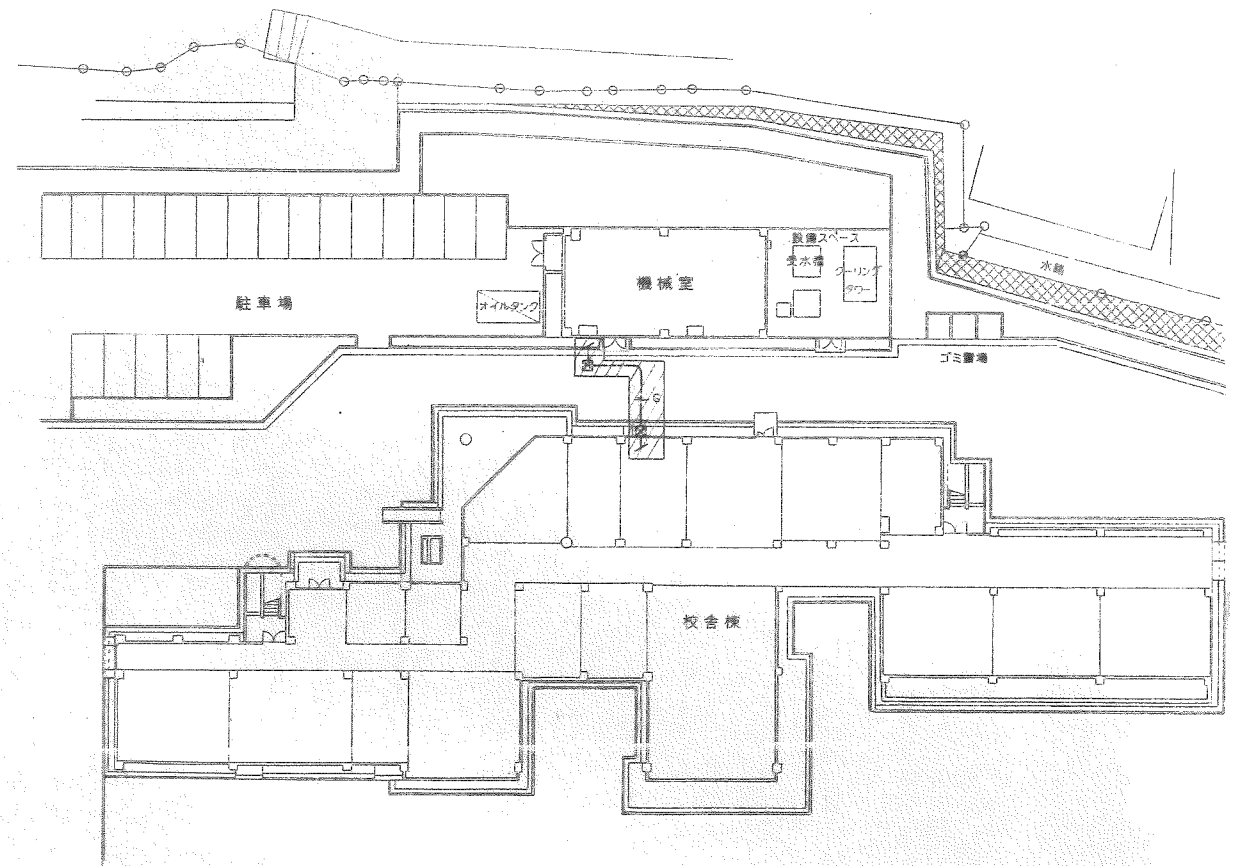 設備スペース
受水槽
クーリング
タワー
水路
機械室
駐車場
オイルタンク
ゴミ置場
G
校舎棟